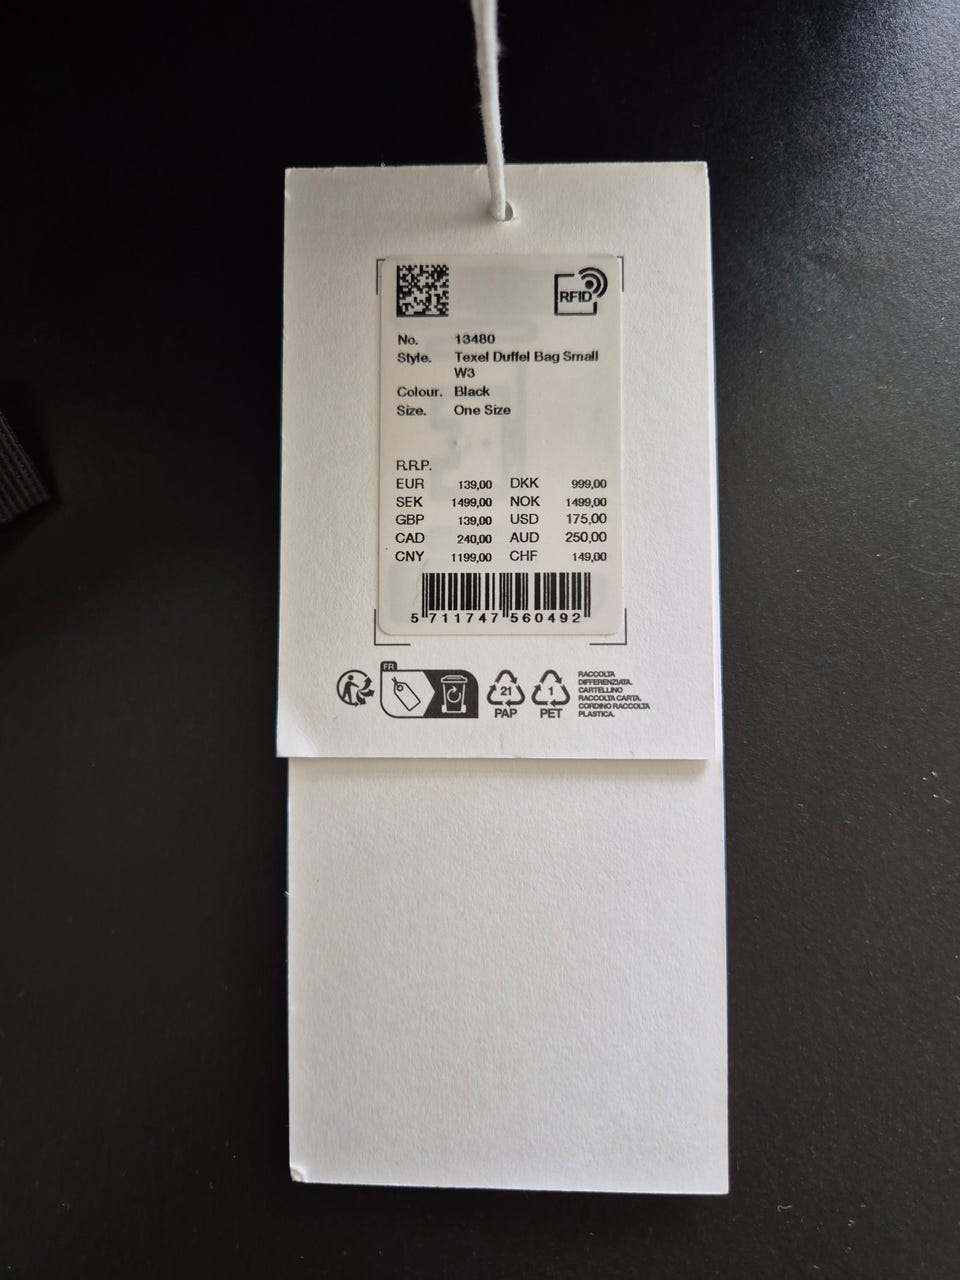 RFID
No. 13480
Style. Texel Duffel Bag Small
W3
Colour. Black
Size. One Size
R.R.P.
EUR 139,00 DKK 999,00
SEK 1499,00 NOK 1499,00
GBP 139,00 USD 175,00
CAD 240,00 AUD 250,00
CNY 1199,00 CHF 149,00
5 711747 560492
FR
21
PAP
1
PET
RACCOLTA
DIFFERENZIATA.
CARTELLINO
RACCOLTA CARTA.
CORDINO RACCOLTA
PLASTICA.